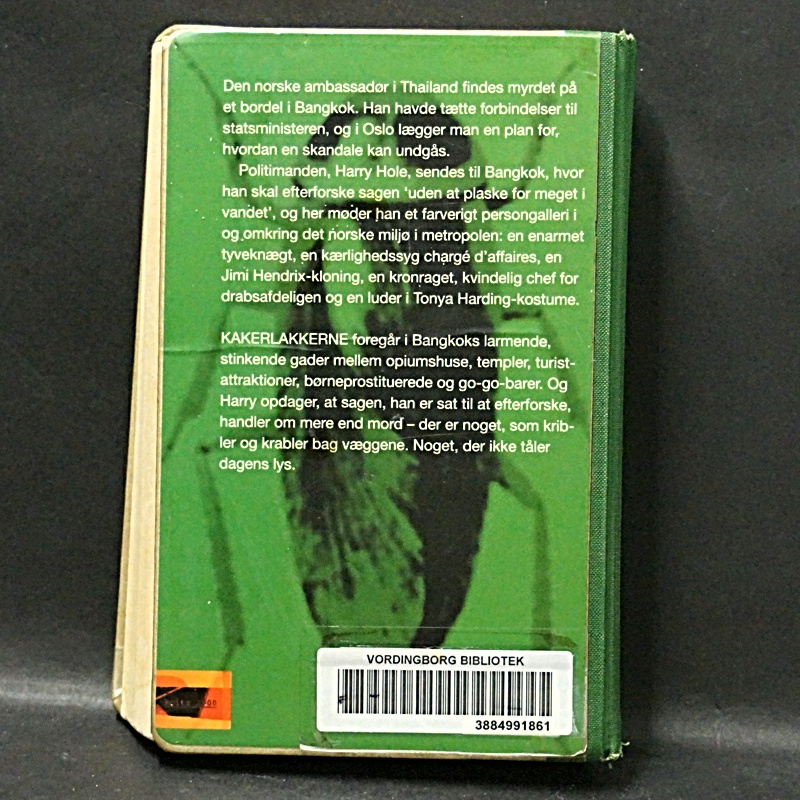 Den norske ambassadør i Thailand findes myrdet på
et bordel i Bangkok. Han havde tætte forbindelser til
statsministeren, og i Oslo lægger man en plan for,
hvordan en skandale kan undgås.
Politimanden, Harry Hole, sendes til Bangkok, hvor
han skal efterforske sagen 'uden at plaske for meget i
vandet', og her møder han et farverigt persongalleri i
og omkring det norske miljø i metropolen: en enarmet
tyveknægt, en kærlighedssyg chargé d'affaires, en
Jimi Hendrix-kloning, en kronraget, kvindelig chef for
drabsafdeligen og en luder i Tonya Harding-kostume.
KAKERLAKKERNE foregår i Bangkoks larmende,
stinkende gader mellem opiumshuse, templer, turist-
attraktioner, børneprostituerede og go-go-barer. Og
Harry opdager, at sagen, han er sat til at efterforske,
handler om mere end mord – der er noget, som krib-
ler og krabler bag væggene. Noget, der ikke tåler
dagens lys.
VORDINGBORG BIBLIOTEK
3884991861